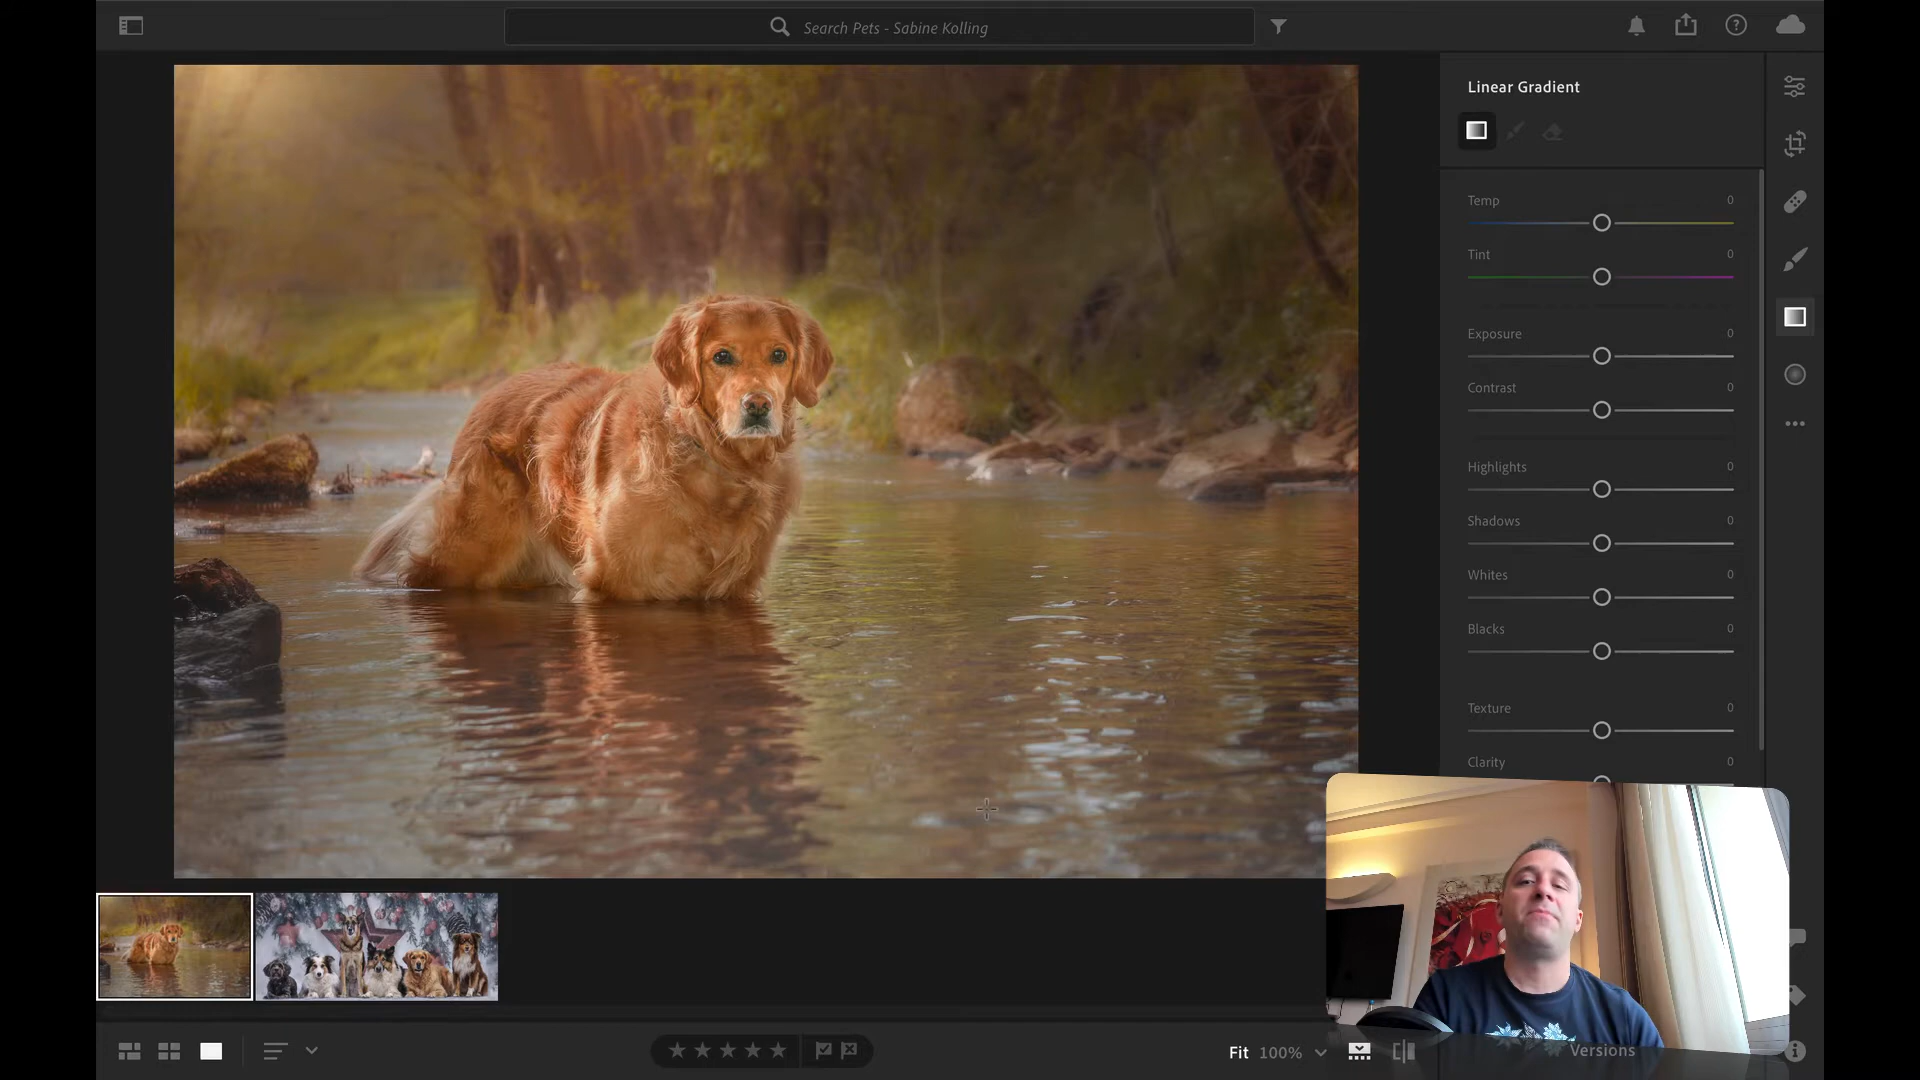 Search Pets - Sabine Kolling
Linear Gradient
Temp 0
Tint 0
Exposure 0
Contrast 0
Highlights 0
Shadows 0
Whites 0
Blacks 0
Texture 0
Clarity
Fit 100%
Versions